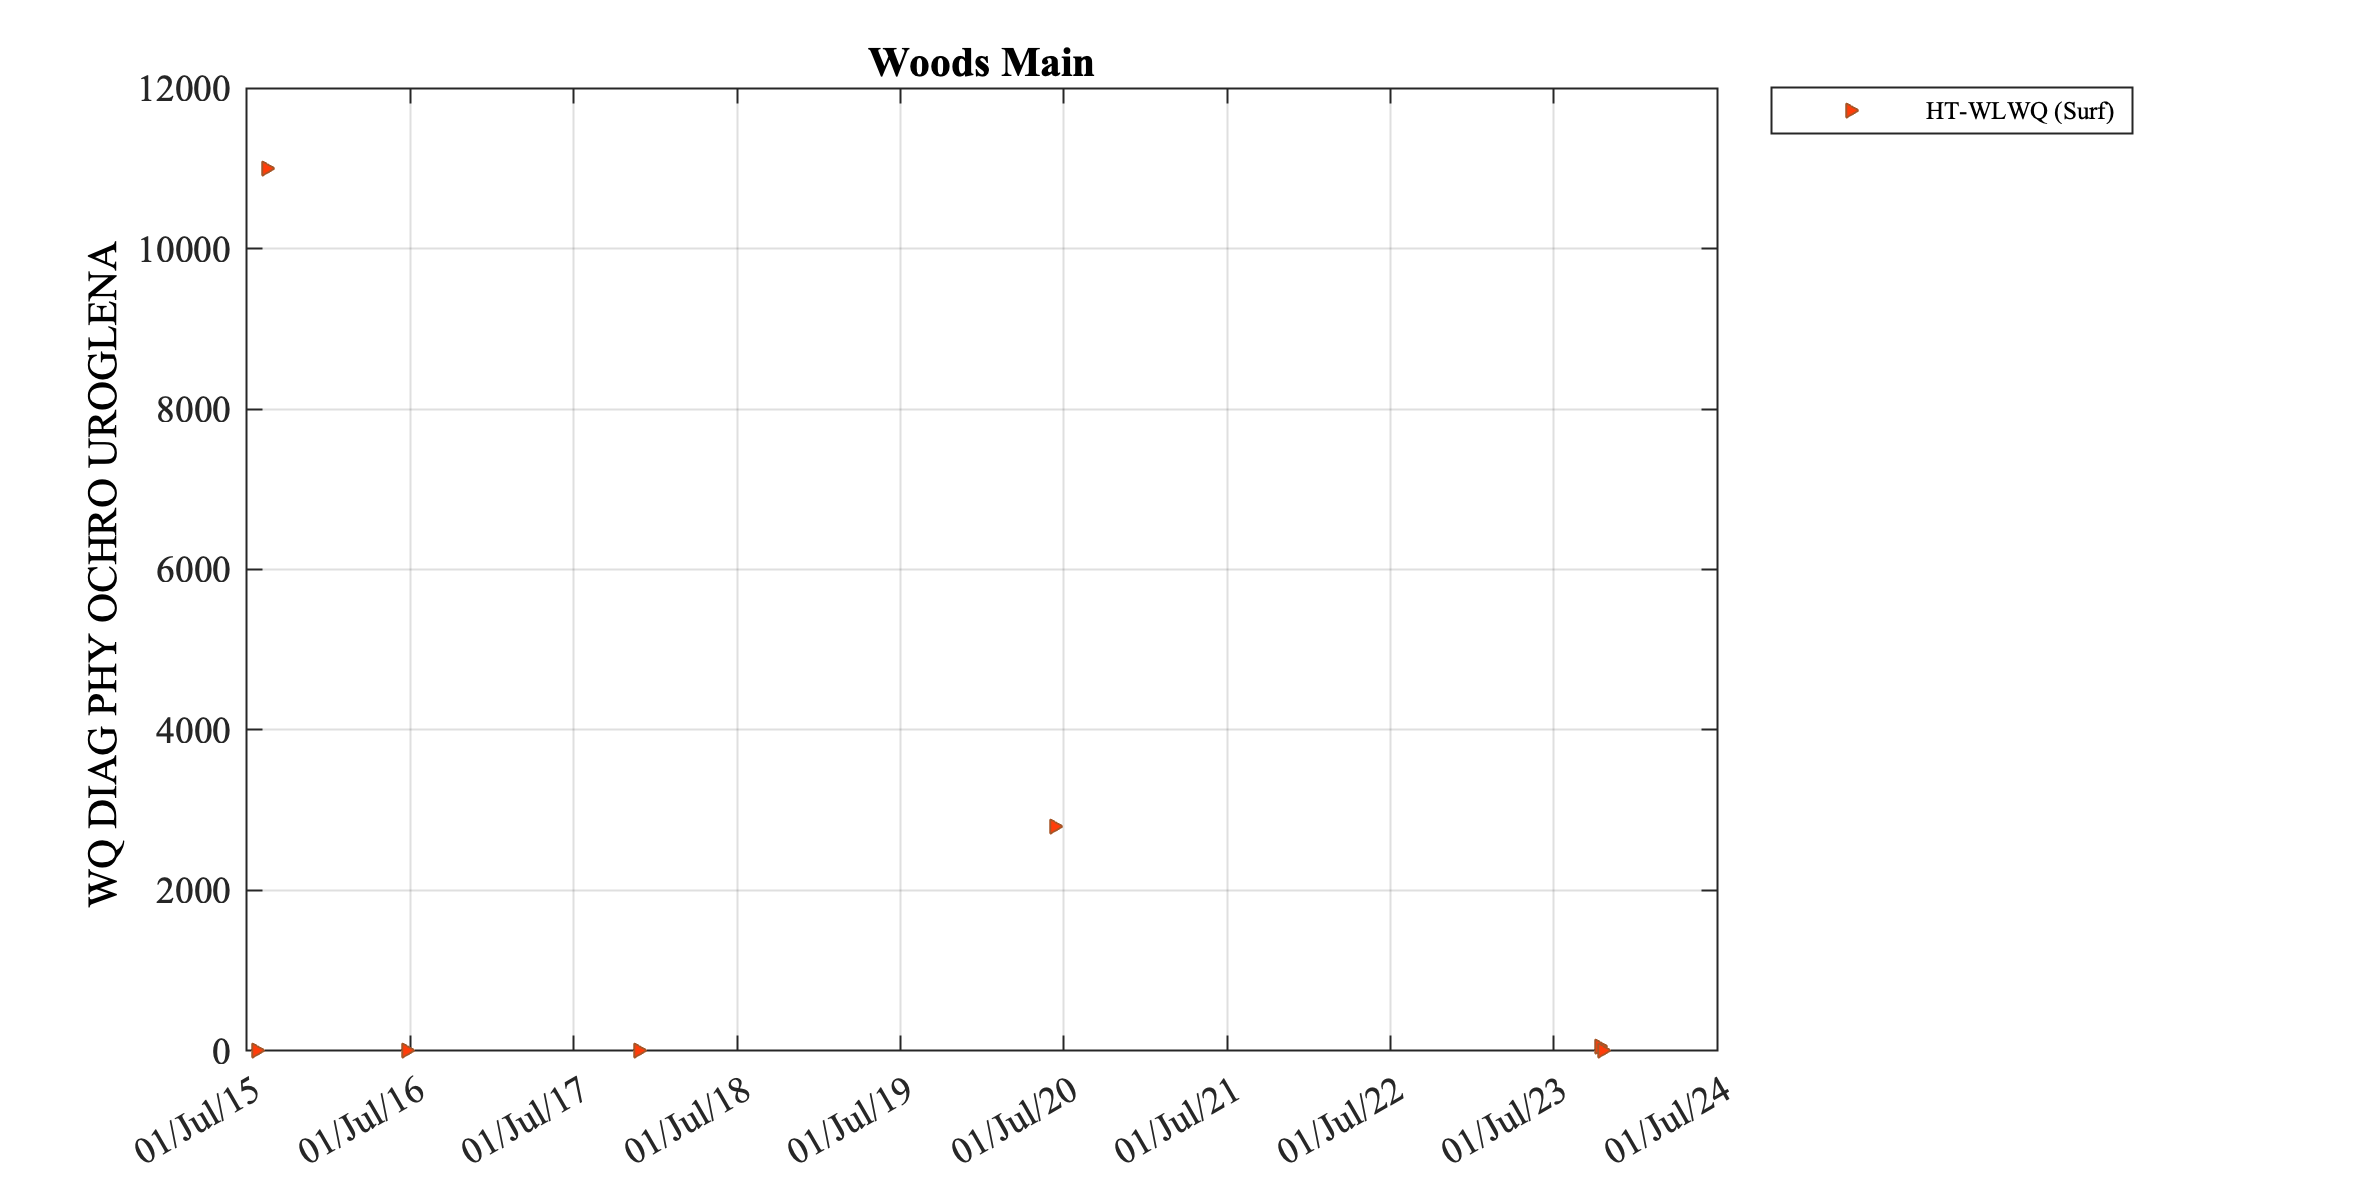 Woods Main
HT-WLWQ (Surf)
WQ DIAG PHY OCHRO UROGLENA
12000
10000
8000
6000
4000
2000
0
01/Jul/15
01/Jul/16
01/Jul/17
01/Jul/18
01/Jul/19
01/Jul/20
01/Jul/21
01/Jul/22
01/Jul/23
01/Jul/24